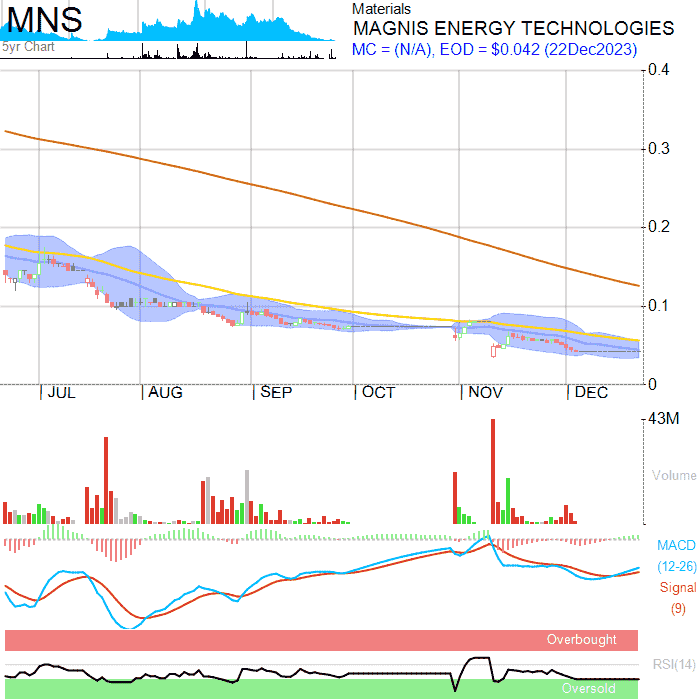 MNS
5yr Chart
Materials
MAGNIS ENERGY TECHNOLOGIES
MC = (N/A), EOD = $0.042 (22Dec2023)
0.4
0.3
0.2
0.1
0
JUL AUG SEP OCT NOV DEC
43M
Volume
MACD
(12-26)
Signal
(9)
Overbought
RSI(14)
Oversold